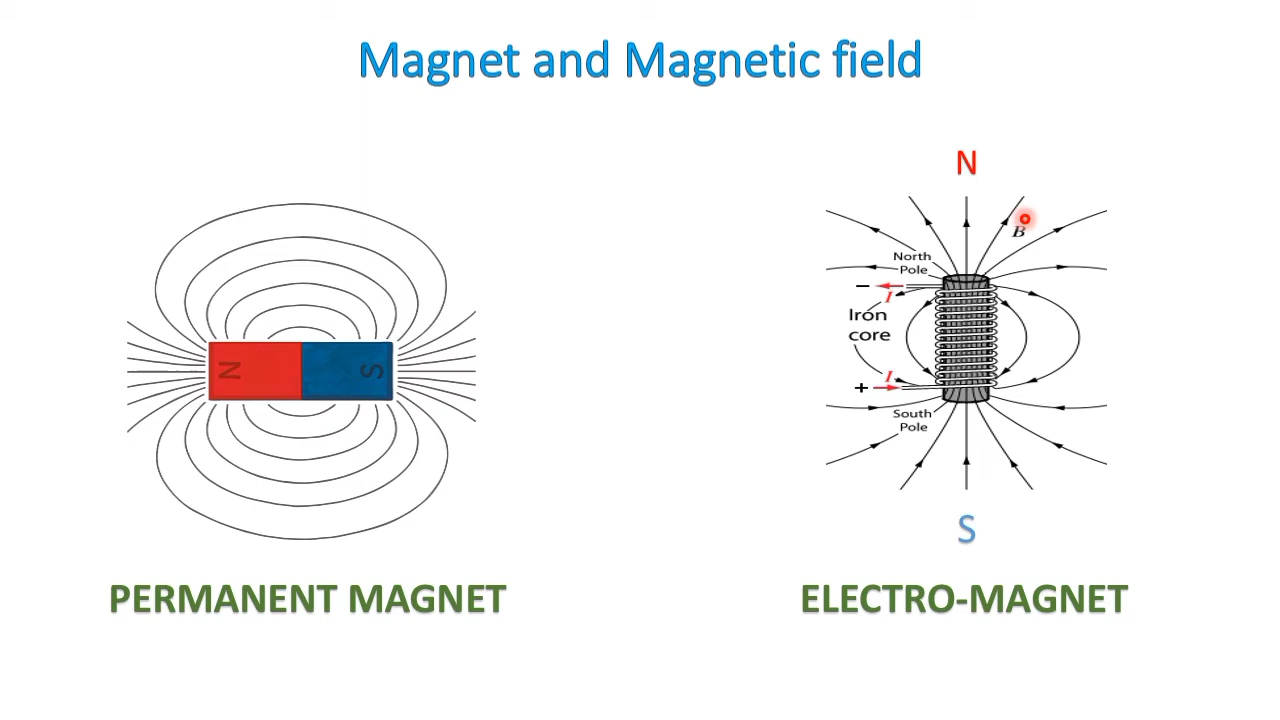 Magnet and Magnetic field
N
S
PERMANENT MAGNET
N
B
North
Pole
−
I
Iron
core
I
+
South
Pole
S
ELECTRO-MAGNET